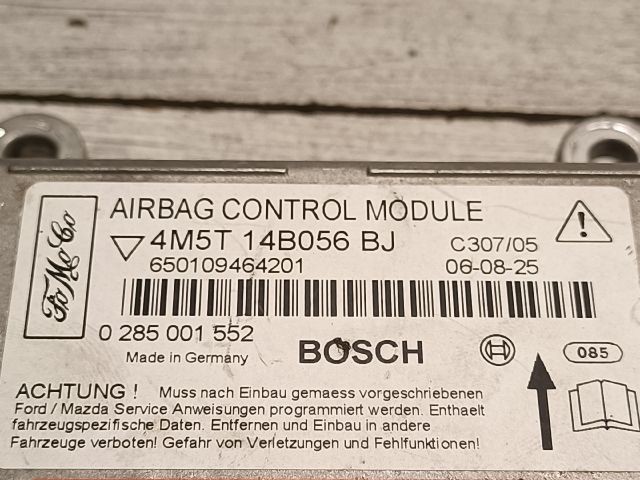 FoMoCo
AIRBAG CONTROL MODULE
4M5T 14B056 BJ C307/05
650109464201 06-08-25
0 285 001 552
Made in Germany BOSCH 085
ACHTUNG ! Muss nach Einbau gemaess vorgeschriebenen
Ford / Mazda Service Anweisungen programmiert werden. Enthaelt
fahrzeugspezifische Daten. Entfernen und Einbau in andere
Fahrzeuge verboten! Gefahr von Verletzungen und Fehlfunktionen!